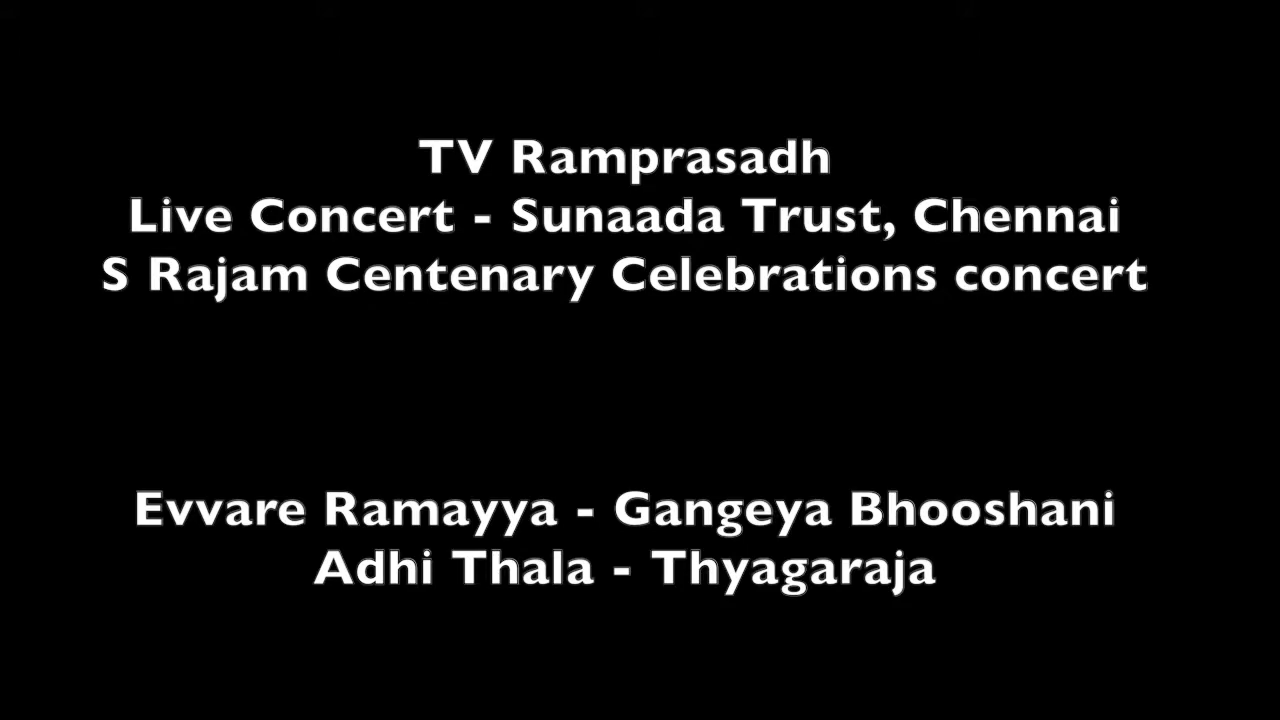 TV Ramprasadh
Live Concert - Sunaada Trust, Chennai
S Rajam Centenary Celebrations concert
Evvare Ramayya - Gangeya Bhooshani
Adhi Thala - Thyagaraja